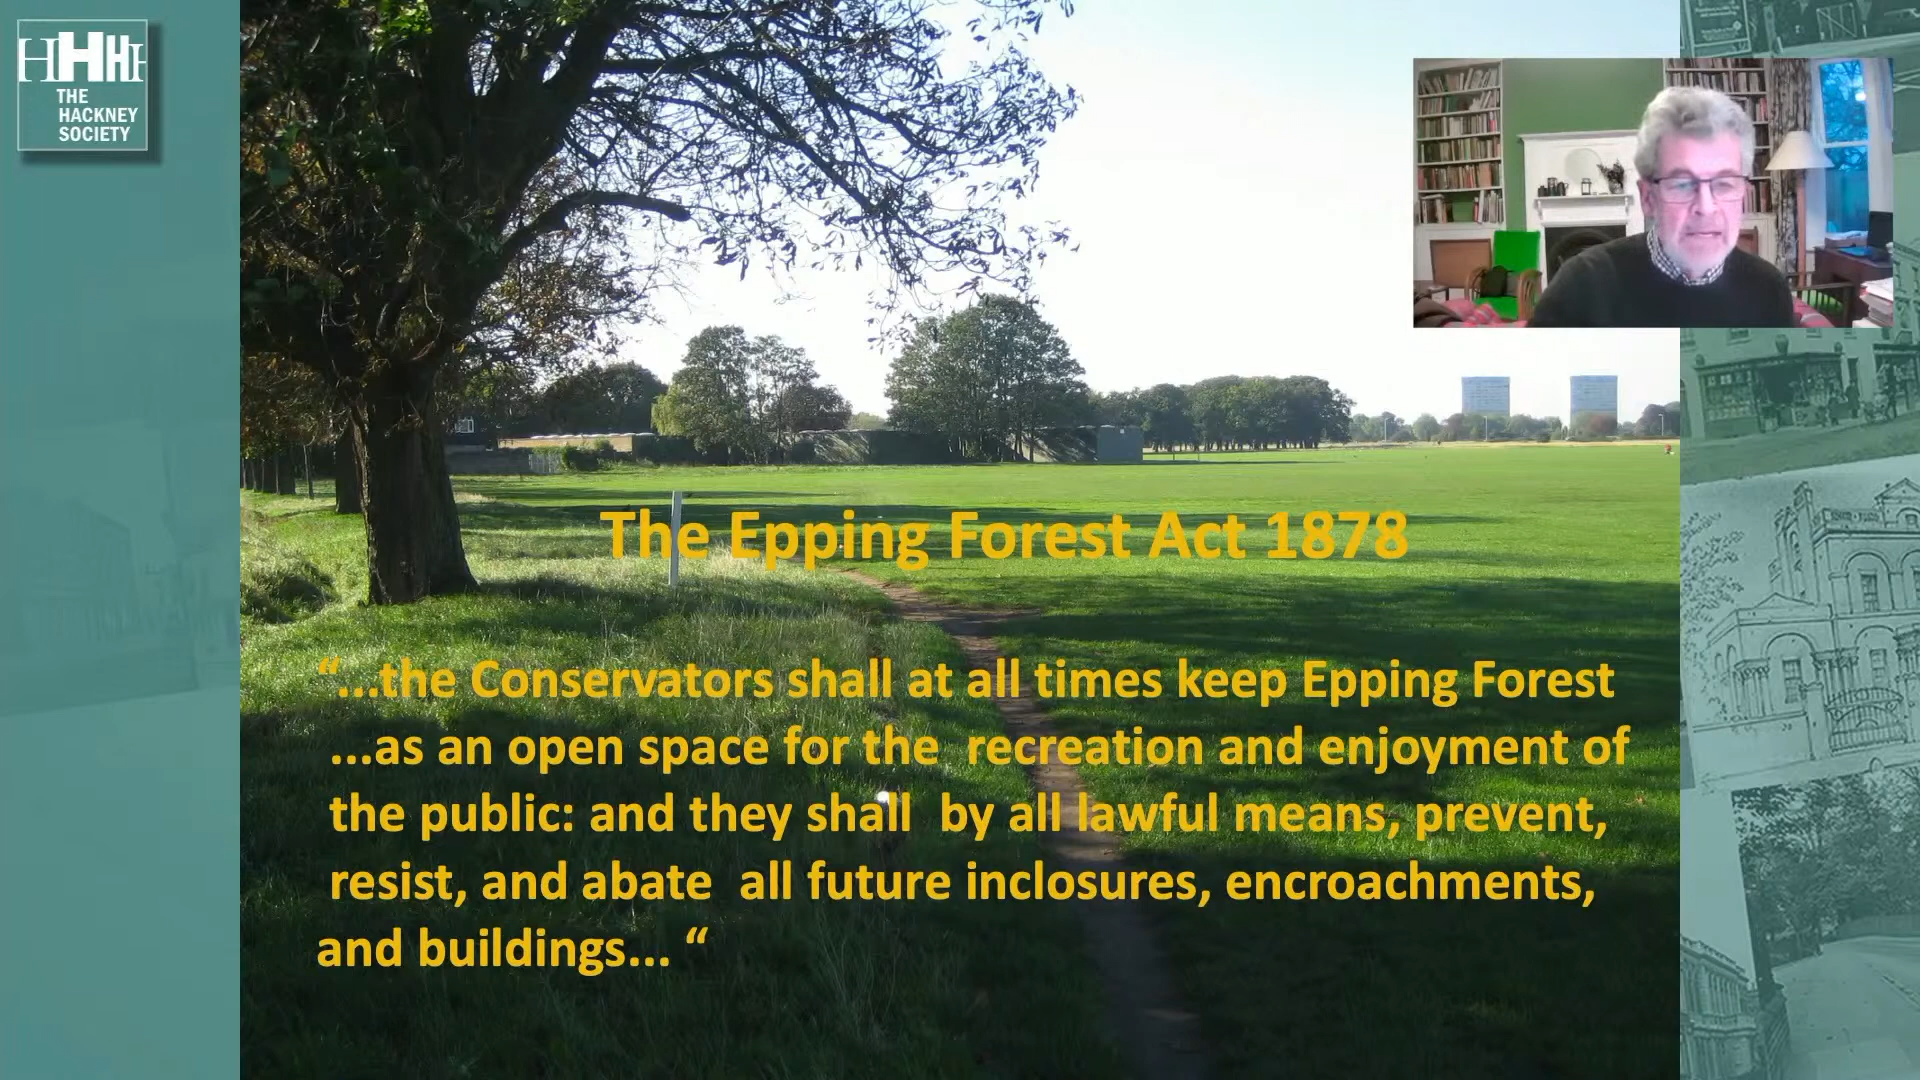 HHHH
THE
HACKNEY
SOCIETY
The Epping Forest Act 1878
“...the Conservators shall at all times keep Epping Forest
...as an open space for the recreation and enjoyment of
the public: and they shall by all lawful means, prevent,
resist, and abate all future inclosures, encroachments,
and buildings... “